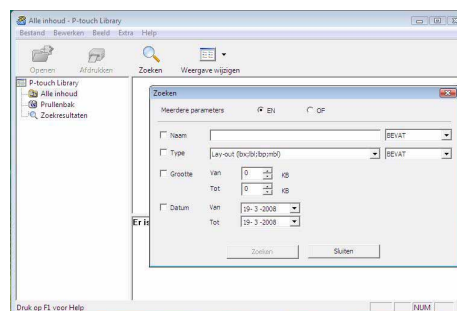 Alle inhoud - P-touch Library
Bestand Bewerken Beeld Extra Help
Openen Afdrukken Zoeken Weergave wijzigen
P-touch Library
Alle inhoud
Prullenbak
Zoekresultaten
Zoeken
Meerdere parameters EN OF
Naam BEVAT
Type Lay-out (lbx;lbl;lbp;mbl) BEVAT
Grootte Van 0 KB
Tot 0 KB
Datum Van 19- 3 -2008
Tot 19- 3 -2008
Zoeken Sluiten
Er is
Druk op F1 voor Help NUM